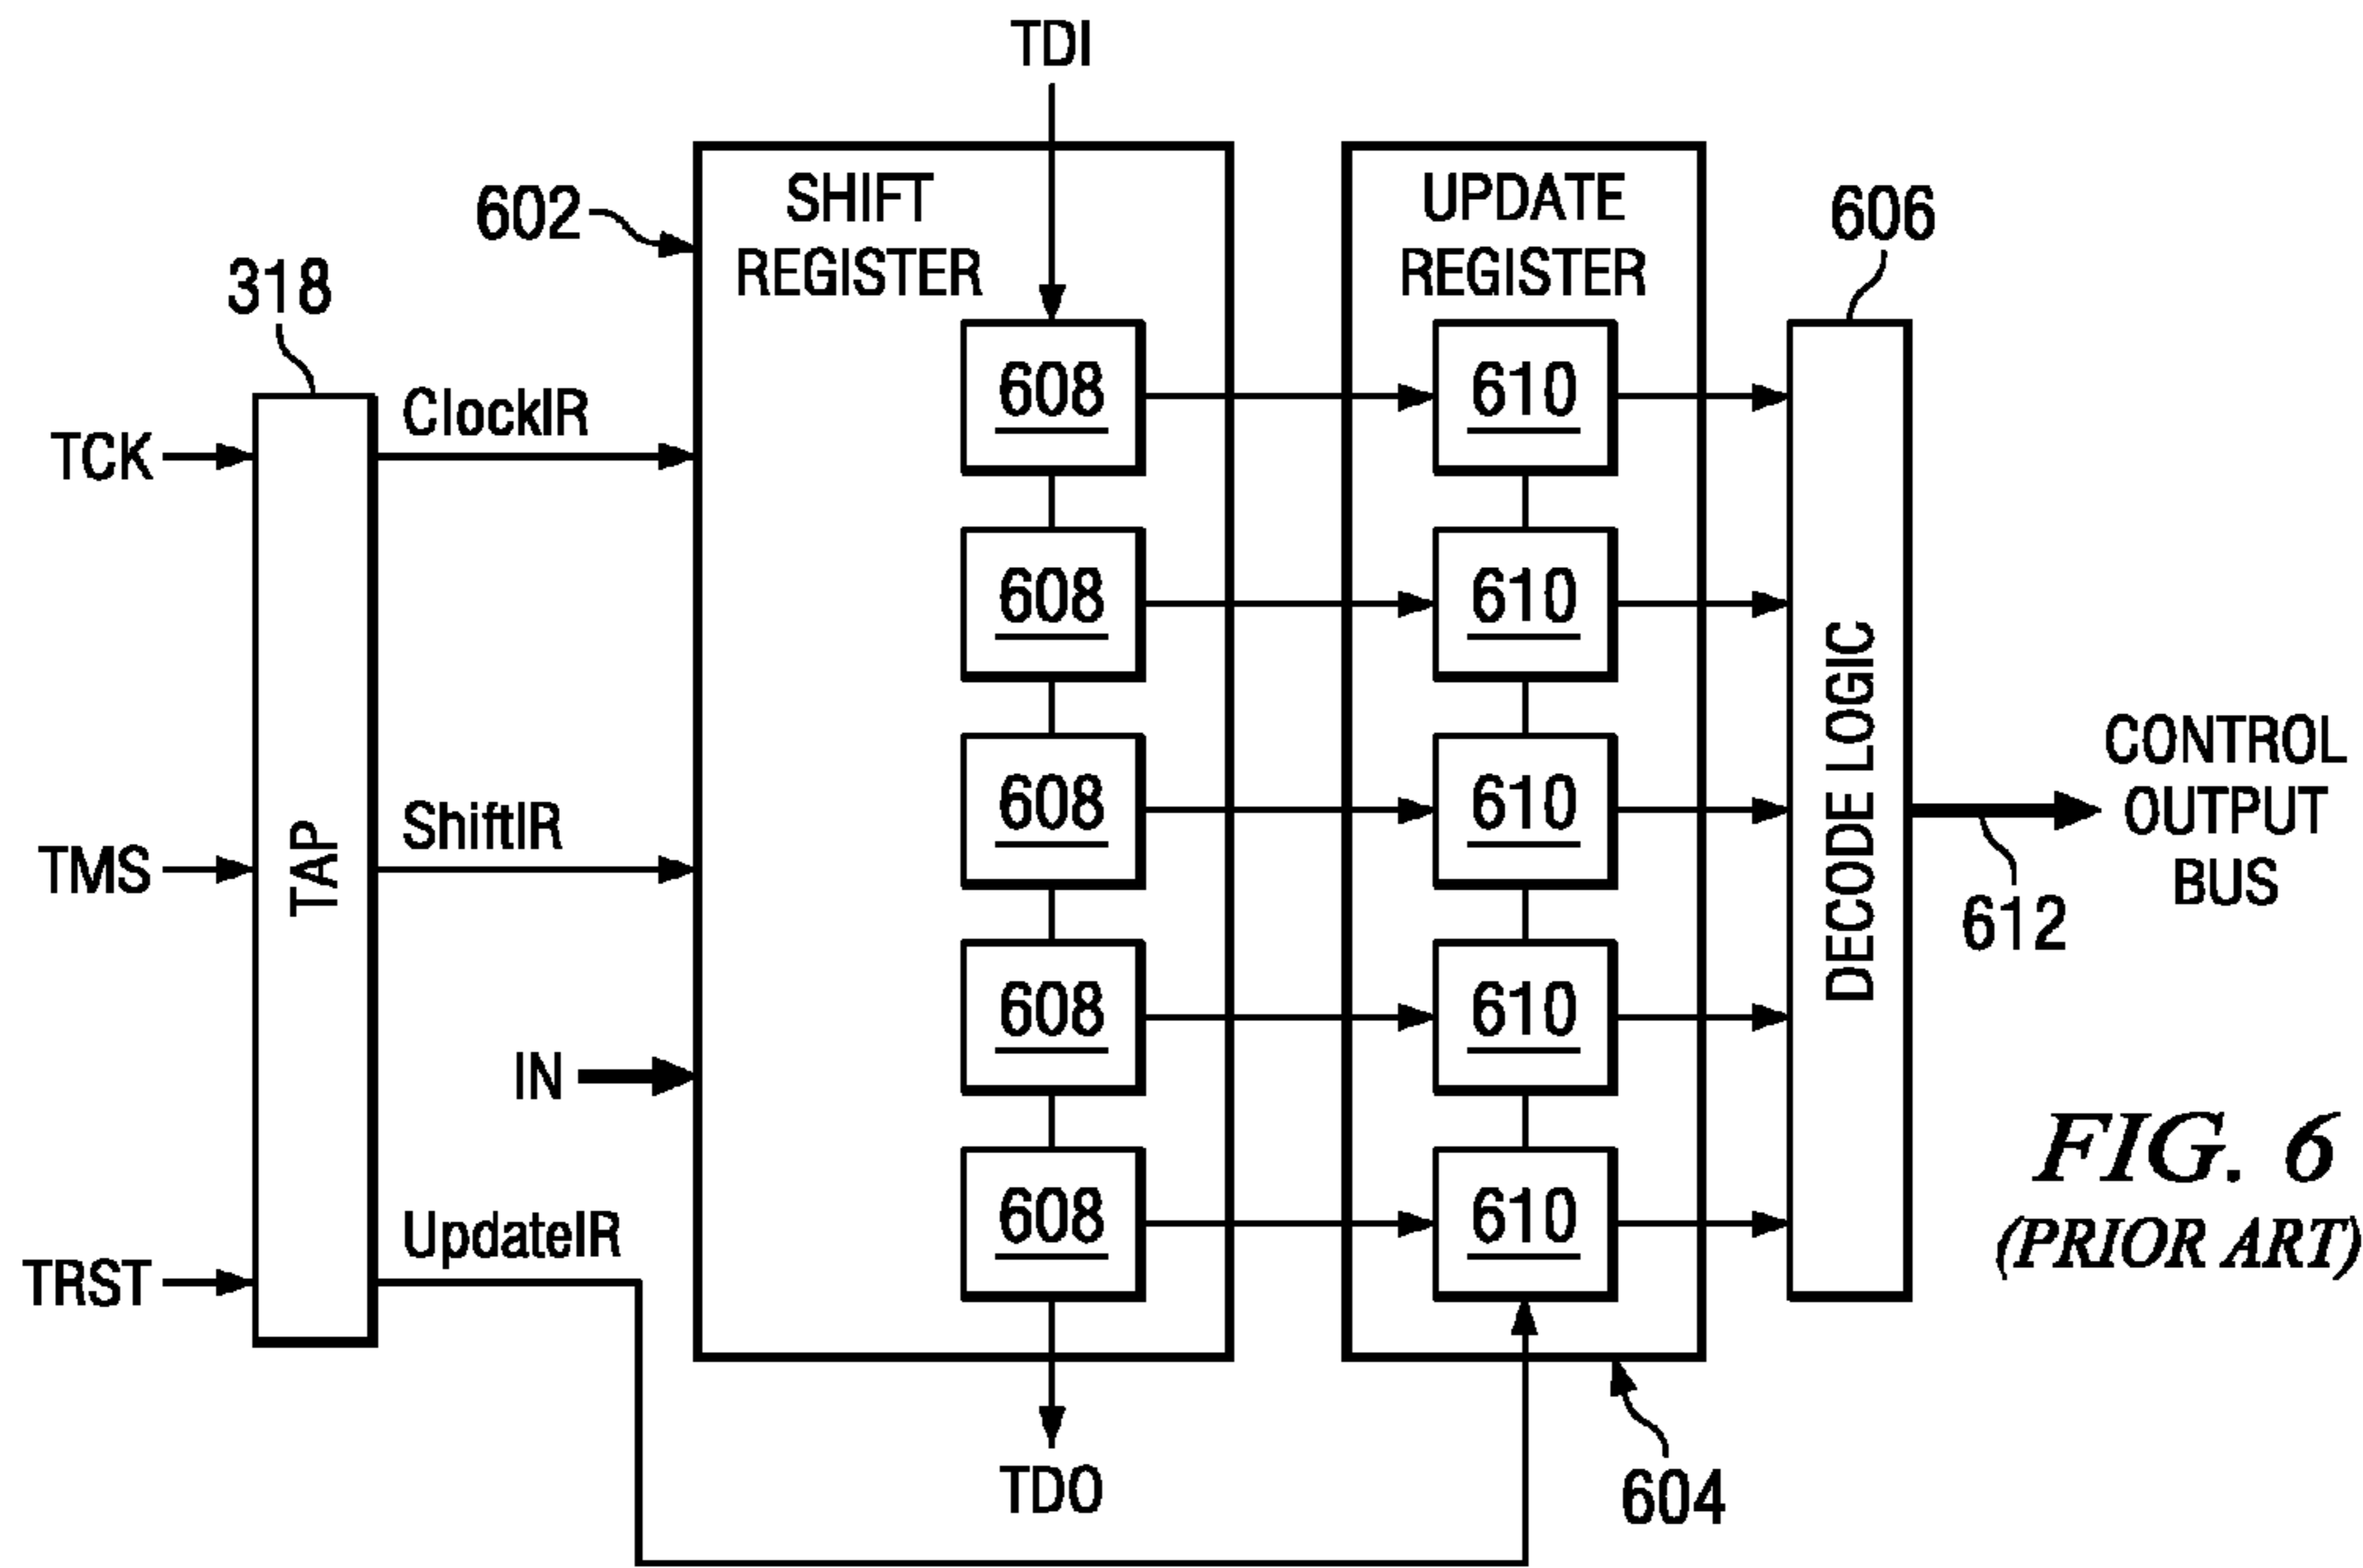 TDI
602
SHIFT
REGISTER
UPDATE
REGISTER
606
318
608
610
ClockIR
TCK
608
610
608
610
TMS
ShiftIR
TAP
DECODE LOGIC
CONTROL
OUTPUT
BUS
612
608
610
IN
608
610
UpdateIR
TRST
FIG. 6
(PRIOR ART)
TDO
604